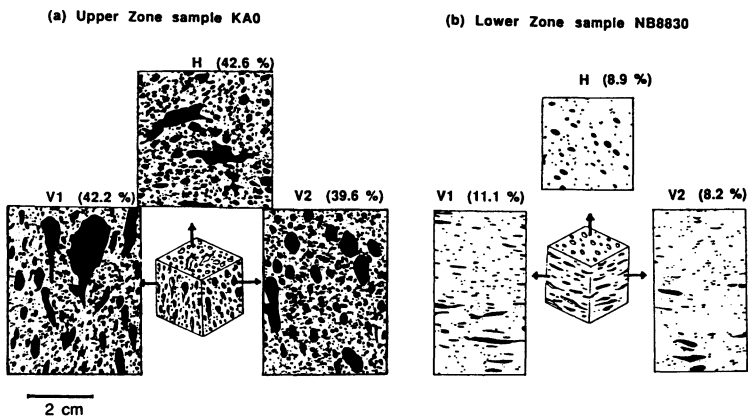 (a) Upper Zone sample KA0
H (42.6 %)
V1 (42.2 %)
V2 (39.6 %)
2 cm
(b) Lower Zone sample NB8830
H (8.9 %)
V1 (11.1 %)
V2 (8.2 %)